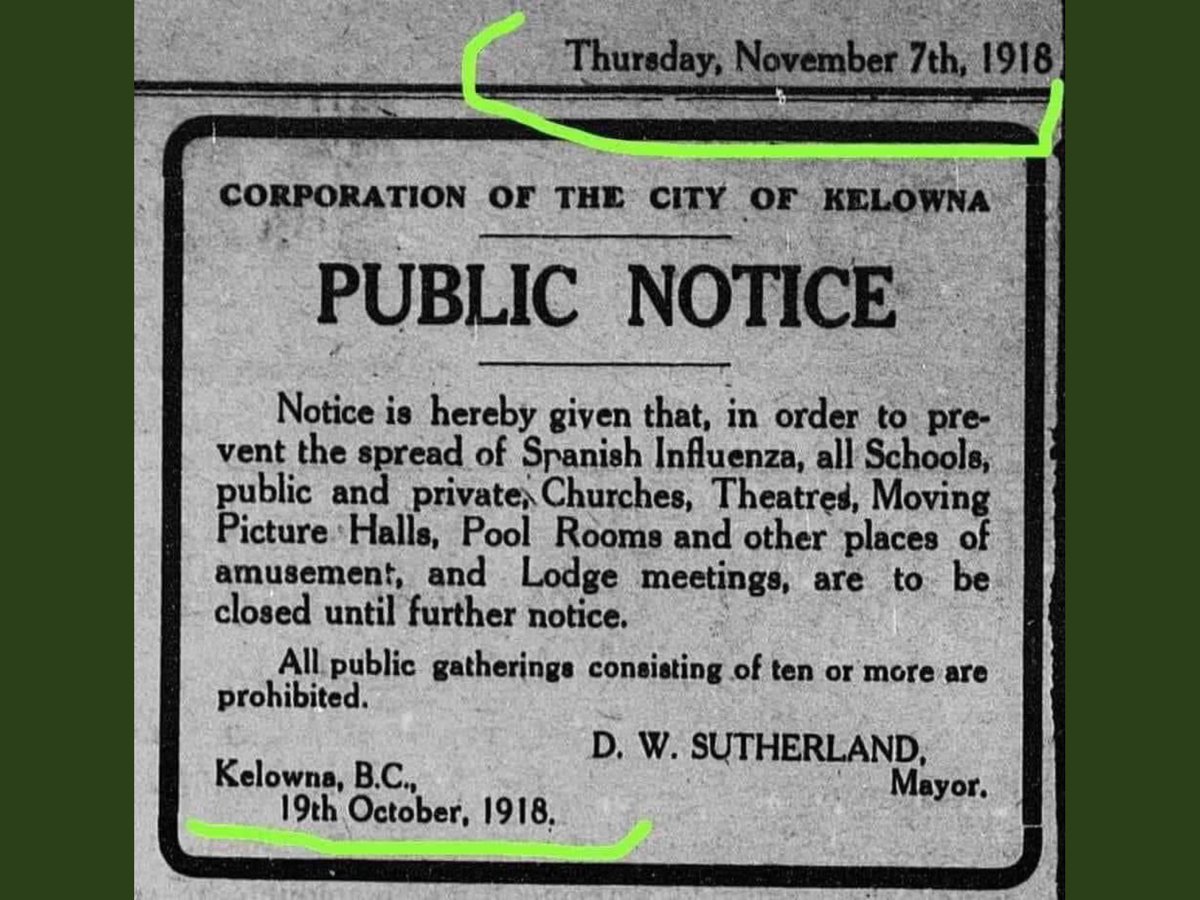 Thursday, November 7th, 1918
CORPORATION OF THE CITY OF KELOWNA
PUBLIC NOTICE
Notice is hereby given that, in order to pre-
vent the spread of Spanish Influenza, all Schools,
public and private, Churches, Theatres, Moving
Picture Halls, Pool Rooms and other places of
amusement, and Lodge meetings, are to be
closed until further notice.
All public gatherings consisting of ten or more are
prohibited.
D. W. SUTHERLAND,
Mayor.
Kelowna, B.C.,
19th October, 1918.